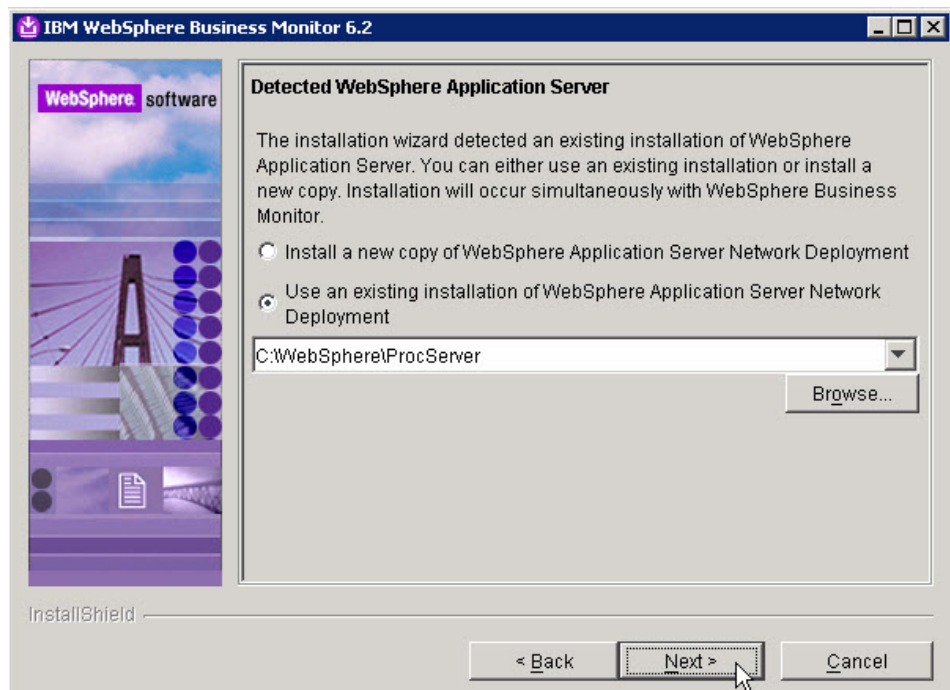 IBM WebSphere Business Monitor 6.2
WebSphere. software
Detected WebSphere Application Server
The installation wizard detected an existing installation of WebSphere
Application Server. You can either use an existing installation or install a
new copy. Installation will occur simultaneously with WebSphere Business
Monitor.
Install a new copy of WebSphere Application Server Network Deployment
Use an existing installation of WebSphere Application Server Network
Deployment
C:\WebSphere\ProcServer
Browse...
InstallShield
< Back
Next >
Cancel